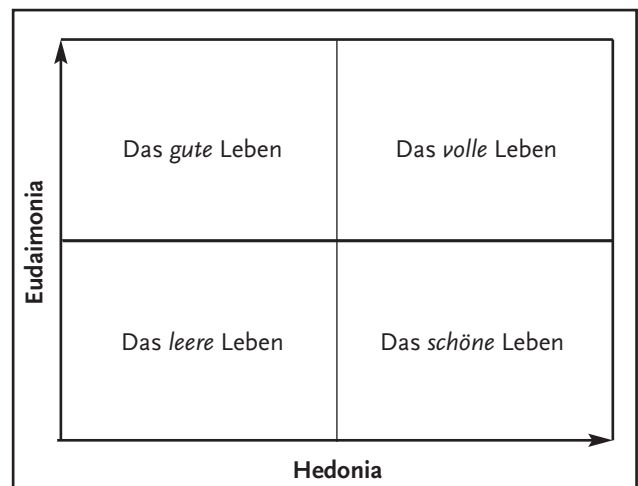 Eudaimonia
Das gute Leben
Das volle Leben
Das leere Leben
Das schöne Leben
Hedonia